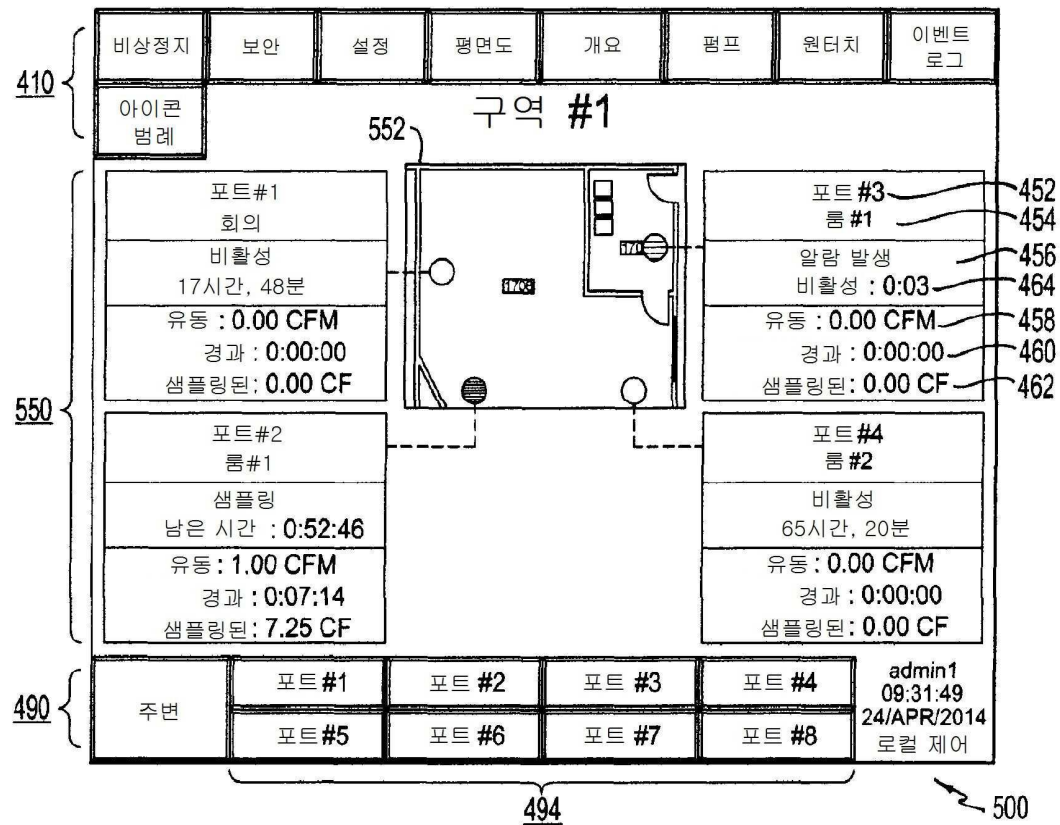 비상정지 보안 설정 평면도 개요 펌프 원터치 이벤트
로그
410
아이콘
범례
구역 #1
552
포트#1
회의
비활성
17시간, 48분
유동 : 0.00 CFM
경과 : 0:00:00
샘플링된: 0.00 CF
포트 #3
452
룸 #1
454
알람 발생
456
비활성 : 0:03
464
유동 : 0.00 CFM
458
경과 : 0:00:00
460
샘플링된: 0.00 CF
462
550
포트#2
룸#1
샘플링
남은 시간 : 0:52:46
유동 : 1.00 CFM
경과 : 0:07:14
샘플링된: 7.25 CF
포트 #4
룸 #2
비활성
65시간, 20분
유동 : 0.00 CFM
경과 : 0:00:00
샘플링된: 0.00 CF
490
주변
포트 #1 포트 #2 포트 #3 포트 #4
포트 #5 포트 #6 포트 #7 포트 #8
admin1
09:31:49
24/APR/2014
로컬 제어
494
500